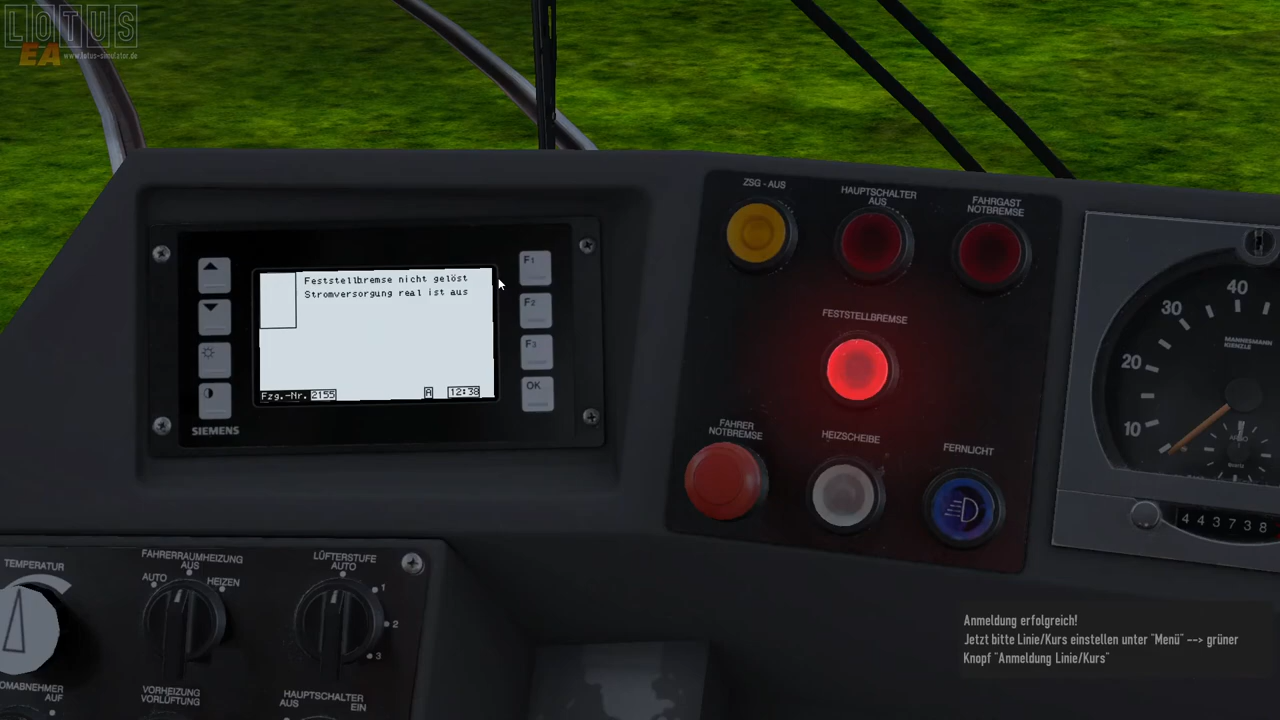 LOTUS
EA www.lotus-simulator.de
ZSG - AUS
HAUPTSCHALTER
AUS
FAHRGAST
NOTBREMSE
F1
F2
F3
OK
Feststellbremse nicht gelöst
Stromversorgung real ist aus
Fzg.-Nr. 2155
A
12:38
SIEMENS
FESTSTELLBREMSE
FAHRER
NOTBREMSE
HEIZSCHEIBE
FERNLICHT
40
30
20
10
MANNESMANN
KIENZLE
443738
TEMPERATUR
FAHRERRAUMHEIZUNG
AUS
AUTO
HEIZEN
LÜFTERSTUFE
AUTO
1
2
3
OMABNEHMER
AUF
VORHEIZUNG
VORLÜFTUNG
HAUPTSCHALTER
AUS
EIN
Anmeldung erfolgreich!
Jetzt bitte Linie/Kurs einstellen unter "Menü" --> grüner
Knopf "Anmeldung Linie/Kurs"